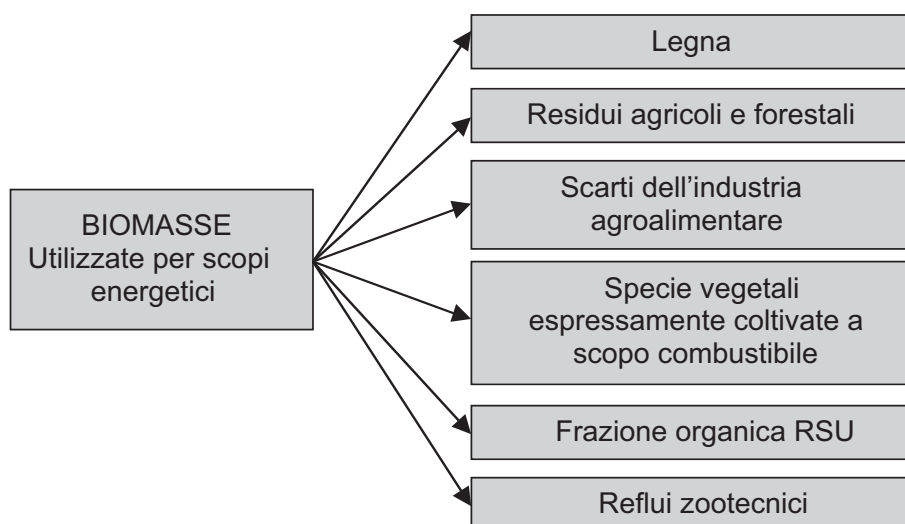 BIOMASSE
Utilizzate per scopi
energetici
Legna
Residui agricoli e forestali
Scarti dell’industria
agroalimentare
Specie vegetali
espressamente coltivate a
scopo combustibile
Frazione organica RSU
Reflui zootecnici